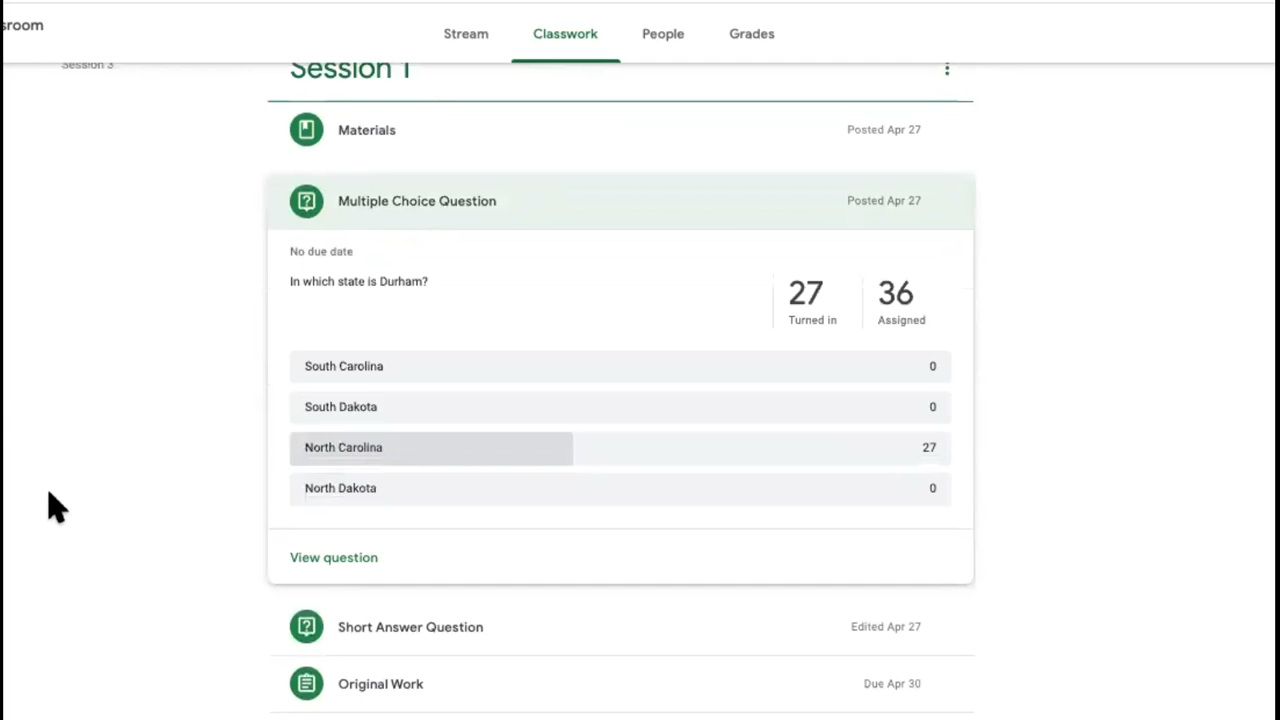 sroom
Stream Classwork People Grades
Session 3
Session 1
Materials Posted Apr 27
Multiple Choice Question Posted Apr 27
No due date
In which state is Durham?
27 36
Turned in Assigned
South Carolina 0
South Dakota 0
North Carolina 27
North Dakota 0
View question
Short Answer Question Edited Apr 27
Original Work Due Apr 30